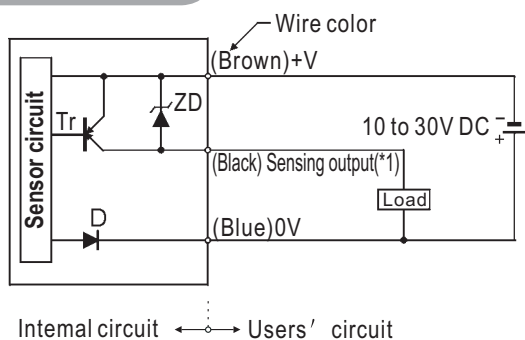 Wire color
(Brown)+V
Sensor circuit
Tr
ZD
10 to 30V DC
−
+
(Black) Sensing output(*1)
Load
D
(Blue)0V
Intemal circuit
Users′ circuit